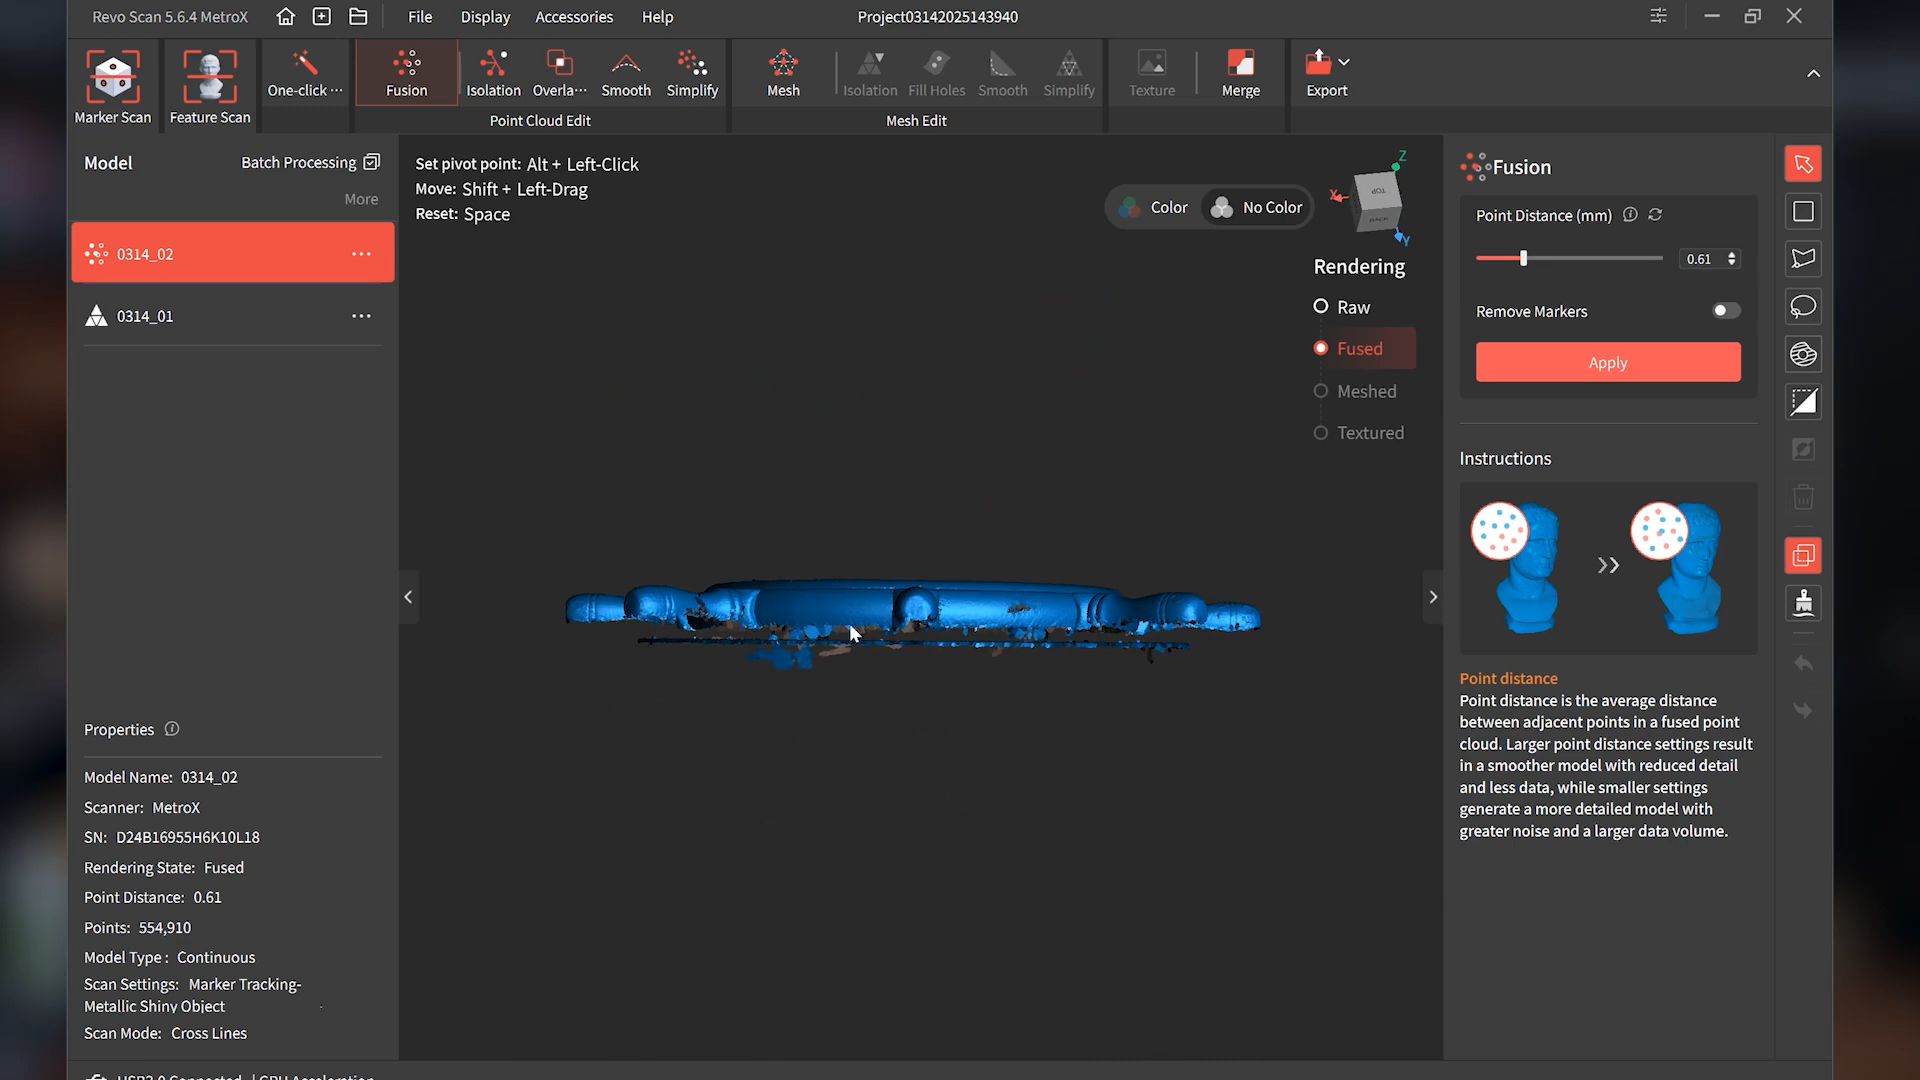 Revo Scan 5.6.4 MetroX
File
Display
Accessories
Help
Project03142025143940
Marker Scan
Feature Scan
One-click ···
Fusion
Isolation
Overla···
Smooth
Simplify
Point Cloud Edit
Mesh
Isolation
Fill Holes
Smooth
Simplify
Mesh Edit
Texture
Merge
Export
Model
Batch Processing
More
0314_02
0314_01
Properties
Model Name: 0314_02
Scanner: MetroX
SN: D24B16955H6K10L18
Rendering State: Fused
Point Distance: 0.61
Points: 554,910
Model Type : Continuous
Scan Settings: Marker Tracking-
Metallic Shiny Object
Scan Mode: Cross Lines
USB2.0 Connected | GPU Acceleration
Set pivot point: Alt + Left-Click
Move: Shift + Left-Drag
Reset: Space
Color
No Color
Z
X
TOP
Y
Rendering
Raw
Fused
Meshed
Textured
Fusion
Point Distance (mm)
0.61
Remove Markers
Apply
Instructions
Point distance
Point distance is the average distance
between adjacent points in a fused point
cloud. Larger point distance settings result
in a smoother model with reduced detail
and less data, while smaller settings
generate a more detailed model with
greater noise and a larger data volume.